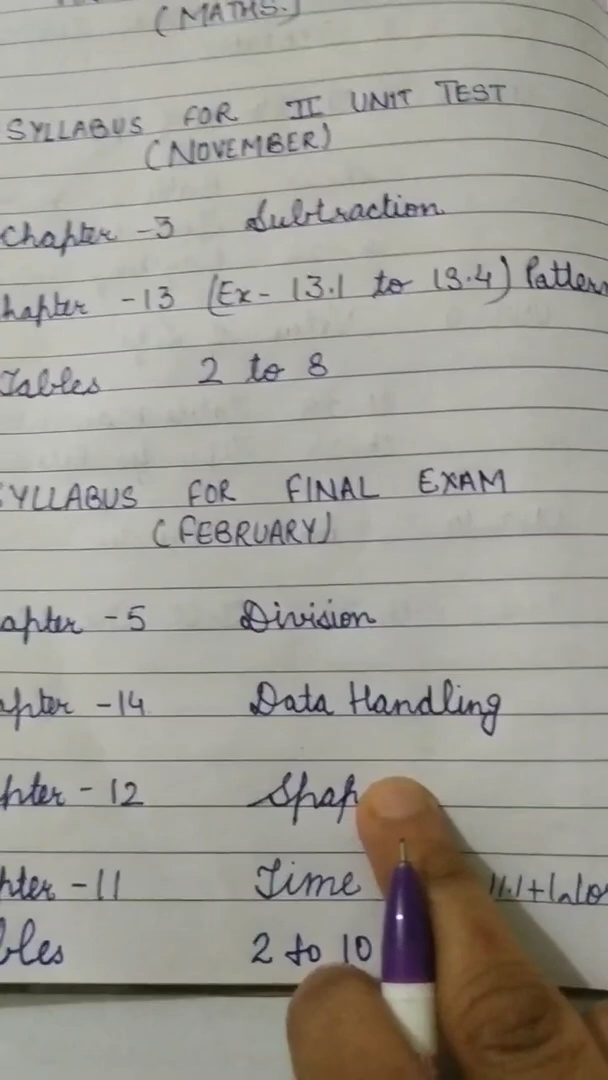 (MATHS.)
SYLLABUS FOR II UNIT TEST
(NOVEMBER)
Chapter -3 Subtraction
hapter -13 (Ex- 13.1 to 13.4) Pattern
Tables 2 to 8
SYLLABUS FOR FINAL EXAM
(FEBRUARY)
apter -5 Division
apter -14 Data Handling
pter -12 Shap
pter -11 Time
bles 2 to 10